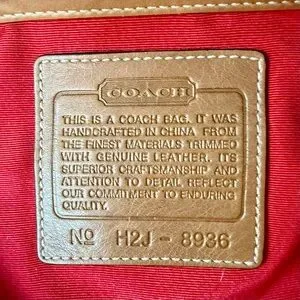 COACH
THIS IS A COACH BAG. IT WAS
HANDCRAFTED IN CHINA FROM
THE FINEST MATERIALS TRIMMED
WITH GENUINE LEATHER. ITS
SUPERIOR CRAFTSMANSHIP AND
ATTENTION TO DETAIL REFLECT
OUR COMMITMENT TO ENDURING
QUALITY.
No H2J - 8936